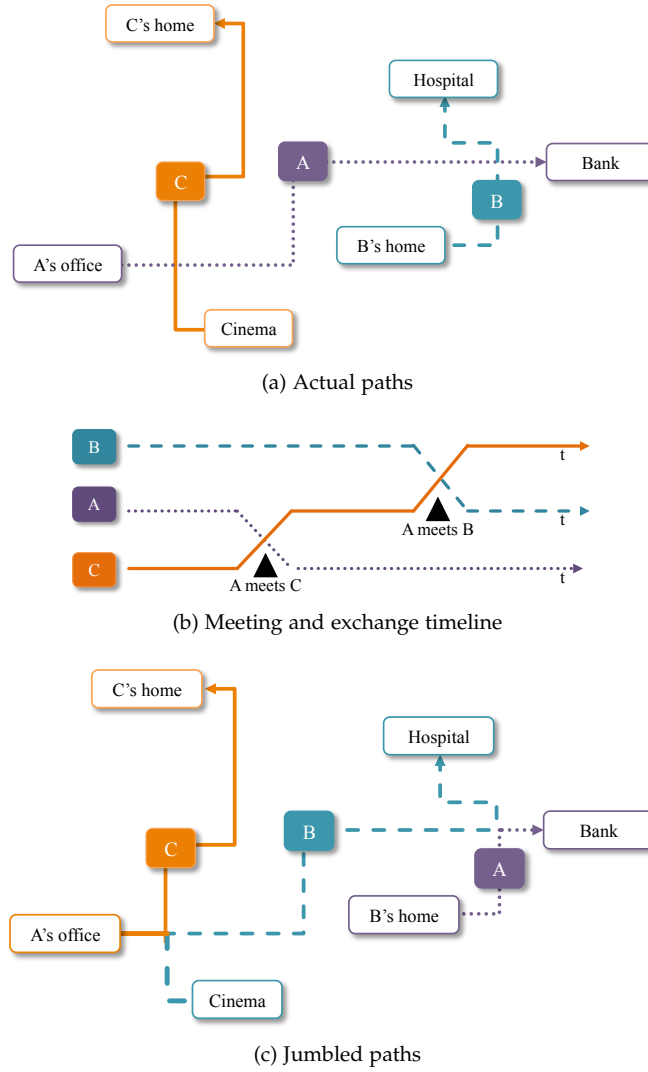 C's home
Hospital
A
Bank
C
B
B's home
A's office
Cinema
(a) Actual paths
B
t
A
t
A meets B
C
t
A meets C
(b) Meeting and exchange timeline
C's home
Hospital
B
Bank
C
A
B's home
A's office
Cinema
(c) Jumbled paths